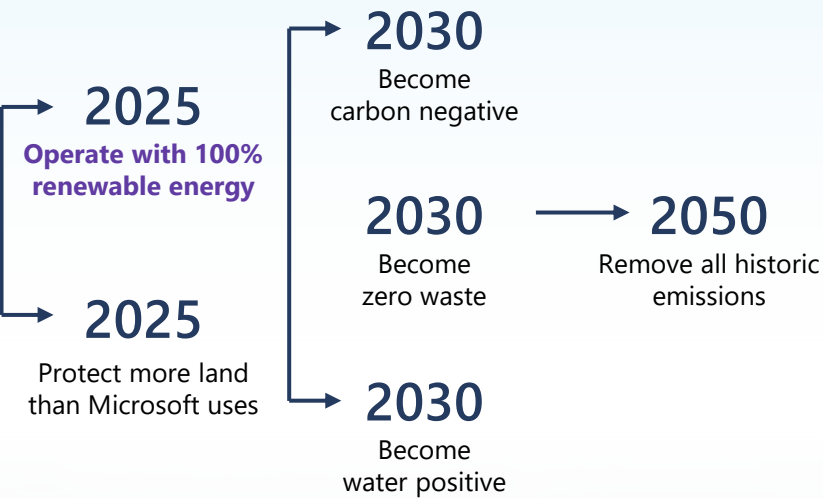 2025
Operate with 100%
renewable energy
2025
Protect more land
than Microsoft uses
2030
Become
carbon negative
2030
Become
zero waste
2030
Become
water positive
2050
Remove all historic
emissions